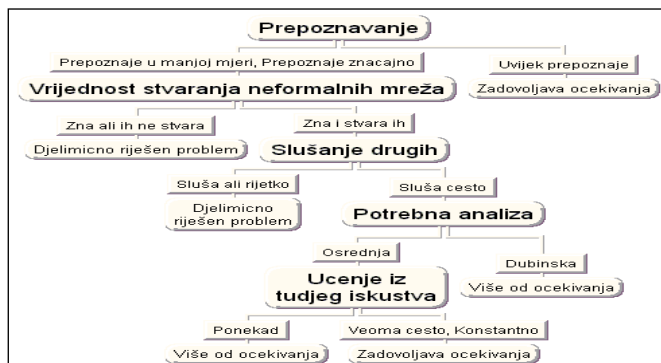 Prepoznavanje
Prepoznaje u manjoj mjeri, Prepoznaje znacajno
Uvijek prepoznaje
Vrijednost stvaranja neformalnih mreža
Zadovoljava ocekivanja
Zna ali ih ne stvara
Zna i stvara ih
Djelimicno riješen problem
Slušanje drugih
Sluša ali rijetko
Sluša cesto
Djelimicno
riješen problem
Potrebna analiza
Osrednja
Dubinska
Ucenje iz
tudjeg iskustva
Više od ocekivanja
Ponekad
Veoma cesto, Konstantno
Više od ocekivanja
Zadovoljava ocekivanja